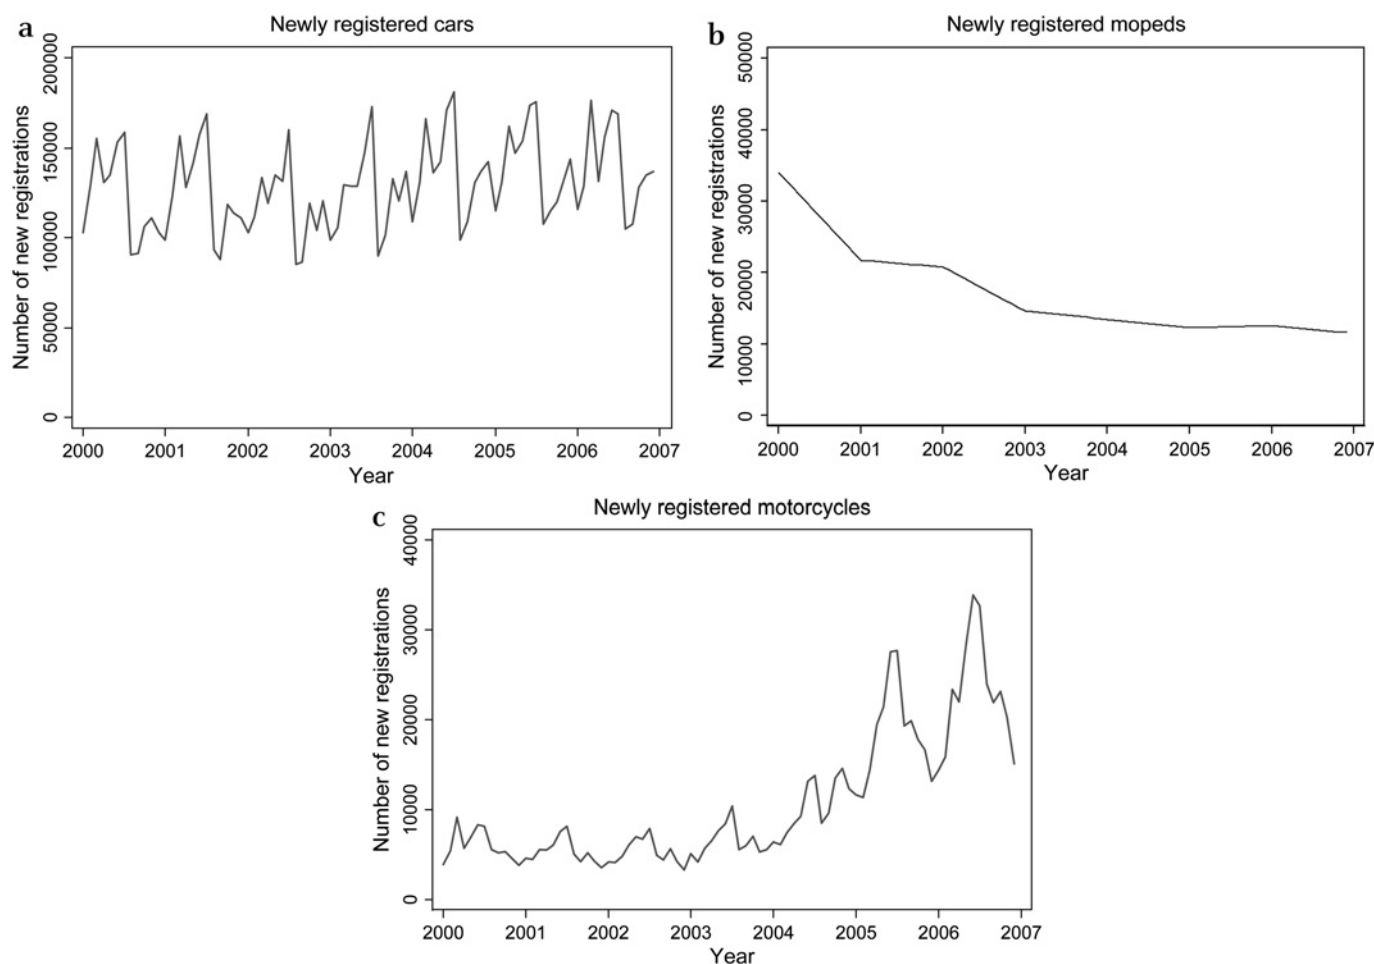 a
Newly registered cars
Number of new registrations
200000
150000
100000
50000
0
2000 2001 2002 2003 2004 2005 2006 2007
Year
b
Newly registered mopeds
Number of new registrations
50000
40000
30000
20000
10000
0
2000 2001 2002 2003 2004 2005 2006 2007
Year
c
Newly registered motorcycles
Number of new registrations
40000
30000
20000
10000
0
2000 2001 2002 2003 2004 2005 2006 2007
Year